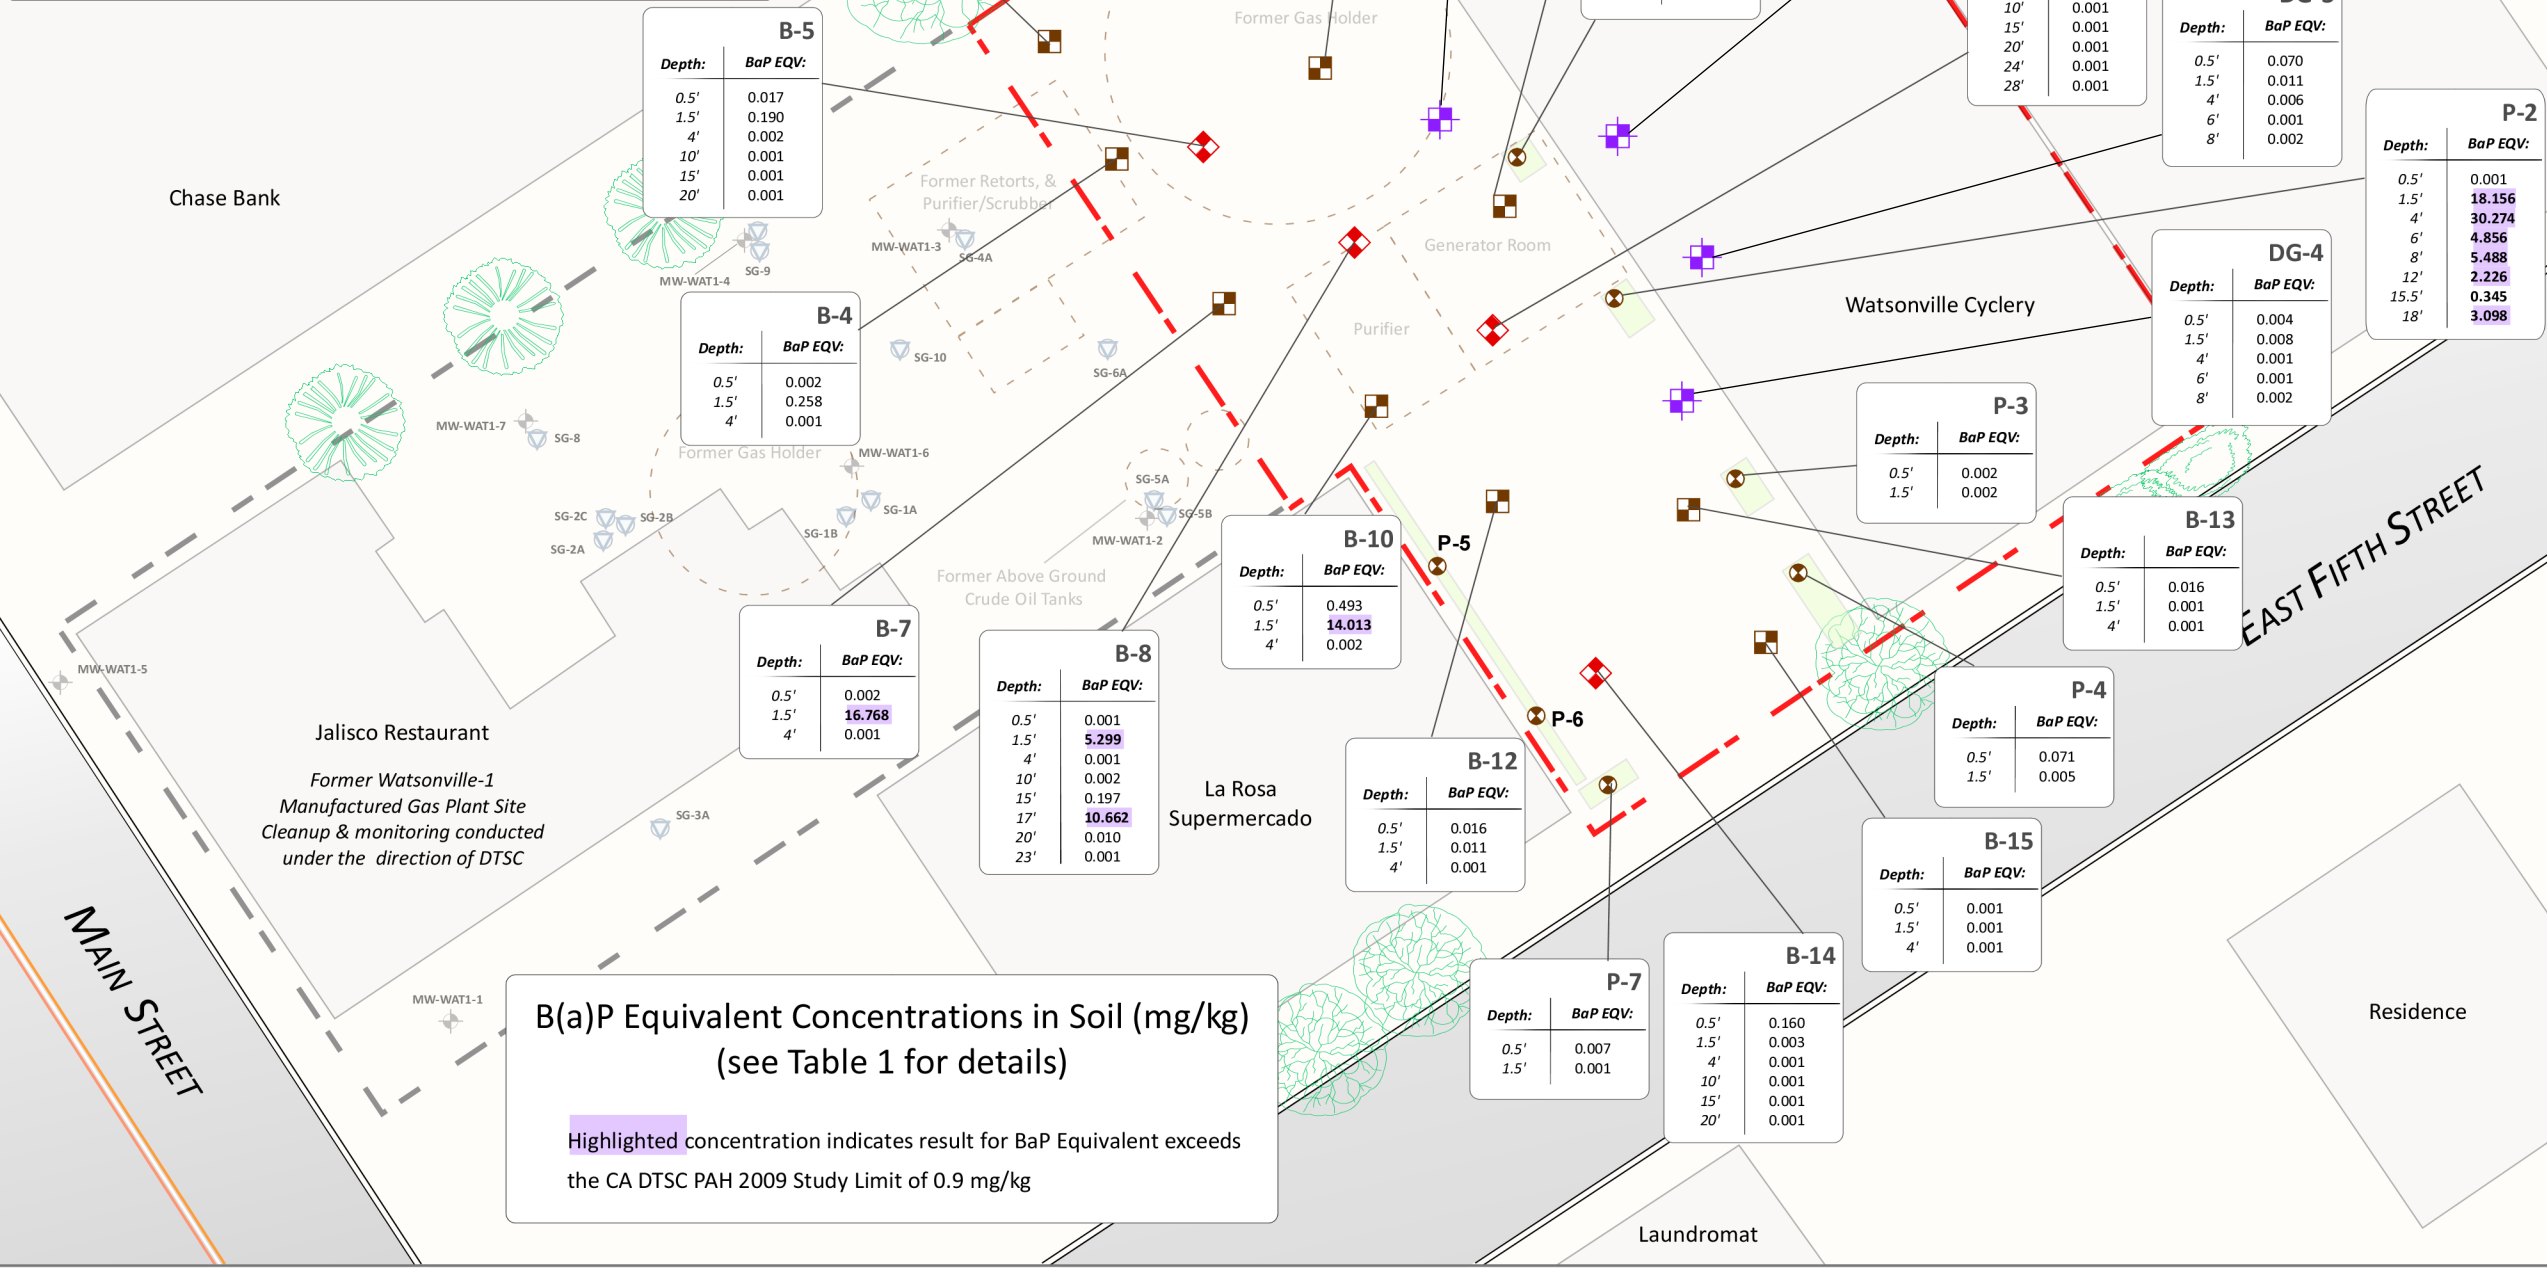 Former Gas Holder
B-5
Depth: BaP EQV:
0.5' 0.017
1.5' 0.190
4' 0.002
10' 0.001
15' 0.001
20' 0.001
10' 0.001
15' 0.001
20' 0.001
24' 0.001
28' 0.001
Depth: BaP EQV:
0.5' 0.070
1.5' 0.011
4' 0.006
6' 0.001
8' 0.002
P-2
Depth: BaP EQV:
0.5' 0.001
1.5' 18.156
4' 30.274
6' 4.856
8' 5.488
12' 2.226
15.5' 0.345
18' 3.098
Chase Bank
Former Retorts, &
Purifier/Scrubber
MW-WAT1-3
SG-4A
MW-WAT1-4
SG-9
Generator Room
Purifier
Watsonville Cyclery
DG-4
Depth: BaP EQV:
0.5' 0.004
1.5' 0.008
4' 0.001
6' 0.001
8' 0.002
B-4
Depth: BaP EQV:
0.5' 0.002
1.5' 0.258
4' 0.001
SG-10
SG-6A
MW-WAT1-7
SG-8
Former Gas Holder
MW-WAT1-6
SG-1A
SG-1B
SG-2C
SG-2B
SG-2A
SG-5A
SG-5B
MW-WAT1-2
Former Above Ground
Crude Oil Tanks
P-3
Depth: BaP EQV:
0.5' 0.002
1.5' 0.002
B-13
Depth: BaP EQV:
0.5' 0.016
1.5' 0.001
4' 0.001
EAST FIFTH STREET
B-10
Depth: BaP EQV:
0.5' 0.493
1.5' 14.013
4' 0.002
P-5
P-6
B-7
Depth: BaP EQV:
0.5' 0.002
1.5' 16.768
4' 0.001
B-8
Depth: BaP EQV:
0.5' 0.001
1.5' 5.299
4' 0.001
10' 0.002
15' 0.197
17' 10.662
20' 0.010
23' 0.001
P-4
Depth: BaP EQV:
0.5' 0.071
1.5' 0.005
MW-WAT1-5
Jalisco Restaurant
Former Watsonville-1
Manufactured Gas Plant Site
Cleanup & monitoring conducted
under the direction of DTSC
SG-3A
La Rosa
Supermercado
B-12
Depth: BaP EQV:
0.5' 0.016
1.5' 0.011
4' 0.001
B-15
Depth: BaP EQV:
0.5' 0.001
1.5' 0.001
4' 0.001
MAIN STREET
MW-WAT1-1
P-7
Depth: BaP EQV:
0.5' 0.007
1.5' 0.001
B-14
Depth: BaP EQV:
0.5' 0.160
1.5' 0.003
4' 0.001
10' 0.001
15' 0.001
20' 0.001
Residence
Laundromat
B(a)P Equivalent Concentrations in Soil (mg/kg)
(see Table 1 for details)
Highlighted concentration indicates result for BaP Equivalent exceeds
the CA DTSC PAH 2009 Study Limit of 0.9 mg/kg